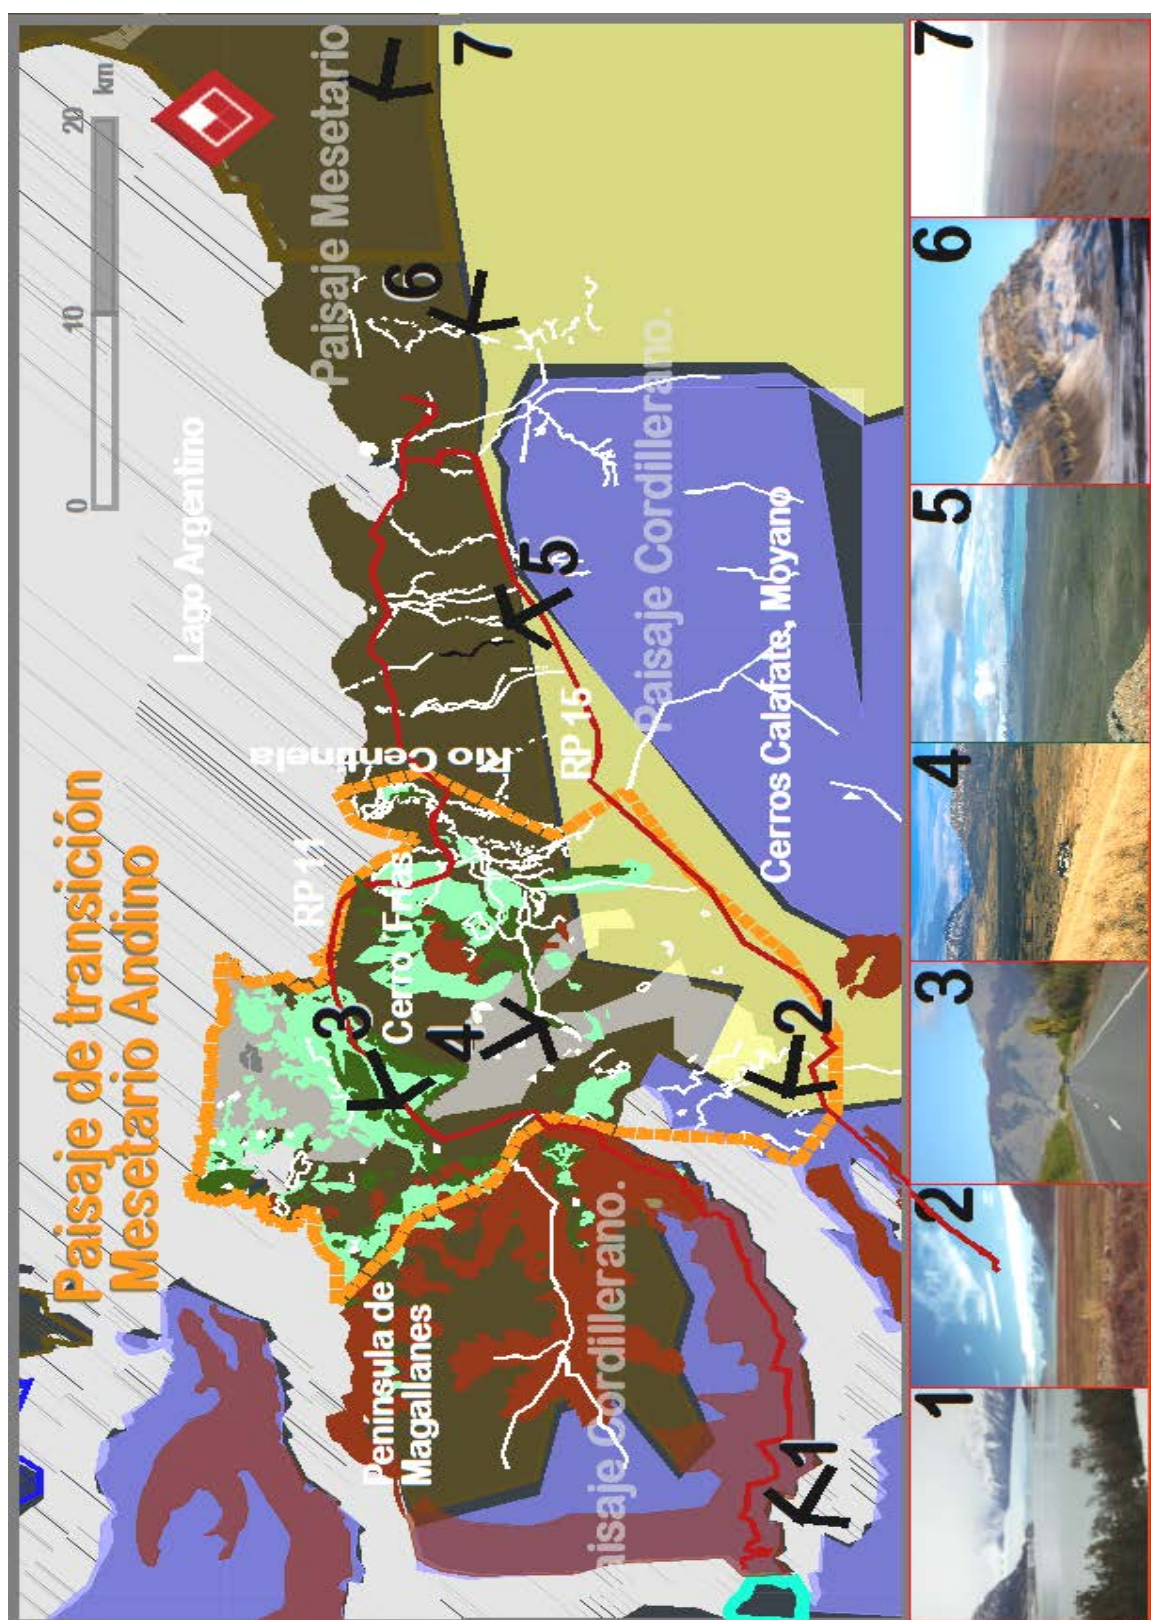 Paisaje de transición
Mesetario Andino
0
10
20
km
Lago Argentino
Paisaje Mesetario
RP 11
Río Centinela
Cerro Frías
Península de
Magallanes
RP 15
Paisaje Cordillerano.
Cerros Calafate, Moyano
aisaje Cordillerano.
1
2
3
4
5
6
7
1
2
3
4
5
6
7